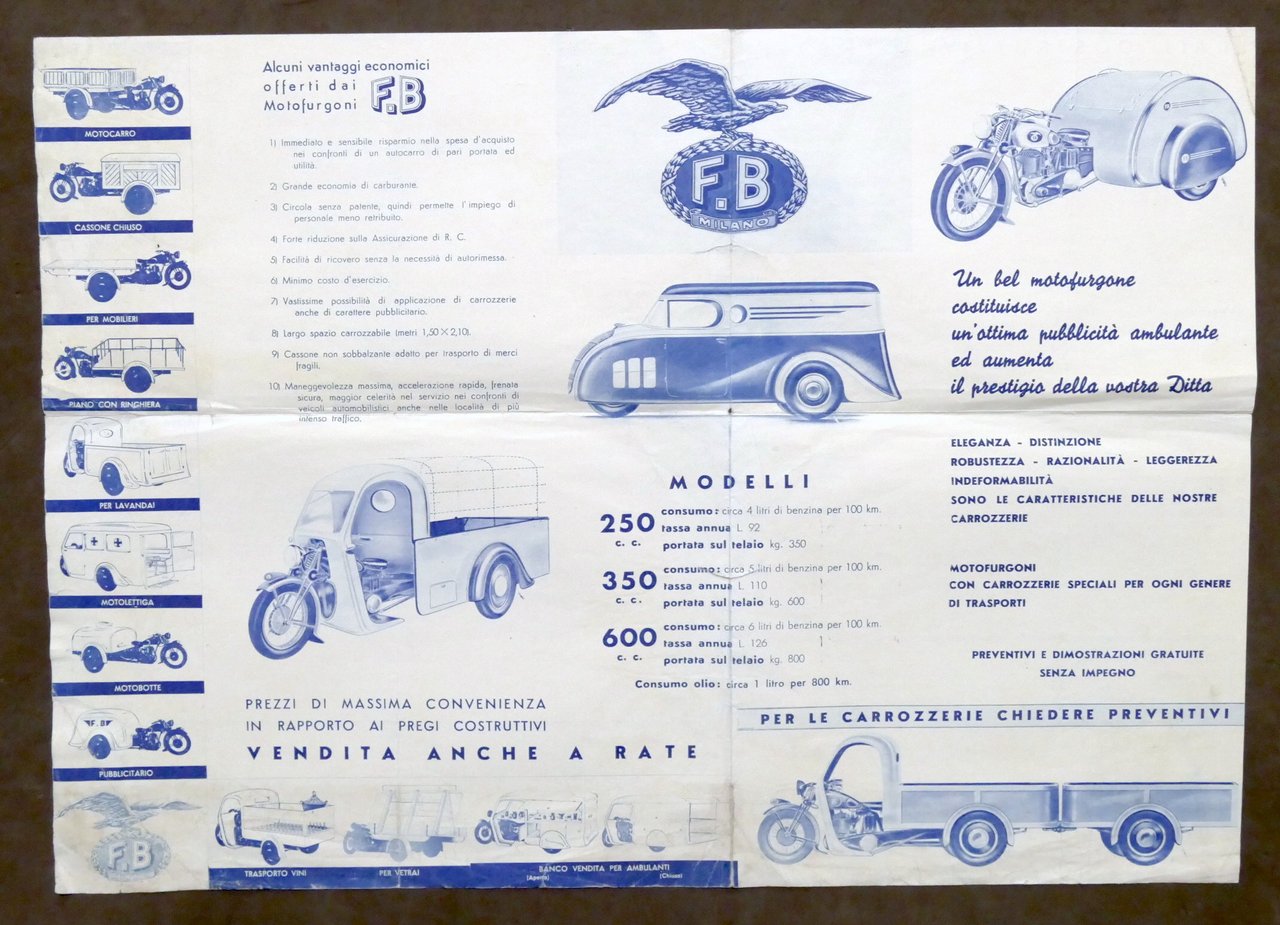 MOTOCARRO
CASSONE CHIUSO
PER MOBILIERI
PIANO CON RINGHIERA
PER LAVANDAI
MOTOLETTIGA
MOTOBOTTE
F.B
PUBBLICITARIO
F.B
Alcuni vantaggi economici
offerti dai
Motofurgoni F.B
1) Immediato e sensibile risparmio nella spesa d'acquisto
nei confronti di un autocarro di pari portata ed
utilità.
2) Grande economia di carburante.
3) Circola senza patente, quindi permette l'impiego di
personale meno retribuito.
4) Forte riduzione sulla Assicurazione di R. C.
5) Facilità di ricovero senza la necessità di autorimessa.
6) Minimo costo d'esercizio.
7) Vastissime possibilità di applicazione di carrozzerie
anche di carattere pubblicitario.
8) Largo spazio carrozzabile (metri 1,50×2,10).
9) Cassone non sobbalzante adatto per trasporto di merci
fragili.
10) Maneggevolezza massima, accelerazione rapida, frenata
sicura, maggior celerità nel servizio nei confronti di
veicoli automobilistici anche nelle località di più
intenso traffico.
F.B
MILANO
Un bel motofurgone
costituisce
un'ottima pubblicità ambulante
ed aumenta
il prestigio della vostra Ditta
ELEGANZA - DISTINZIONE
ROBUSTEZZA - RAZIONALITÀ - LEGGEREZZA
INDEFORMABILITÀ
SONO LE CARATTERISTICHE DELLE NOSTRE
CARROZZERIE
MOTOFURGONI
CON CARROZZERIE SPECIALI PER OGNI GENERE
DI TRASPORTI
PREVENTIVI E DIMOSTRAZIONI GRATUITE
SENZA IMPEGNO
MODELLI
250 c. c.
consumo: circa 4 litri di benzina per 100 km.
tassa annua L. 92
portata sul telaio kg. 350
350 c. c.
consumo: circa 5 litri di benzina per 100 km.
tassa annua L. 110
portata sul telaio kg. 600
600 c. c.
consumo: circa 6 litri di benzina per 100 km.
tassa annua L. 126
portata sul telaio kg. 800
Consumo olio: circa 1 litro per 800 km.
PREZZI DI MASSIMA CONVENIENZA
IN RAPPORTO AI PREGI COSTRUTTIVI
VENDITA ANCHE A RATE
PER LE CARROZZERIE CHIEDERE PREVENTIVI
TRASPORTO VINI
PER VETRAI
BANCO VENDITA PER AMBULANTI
(Aperto) (Chiuso)